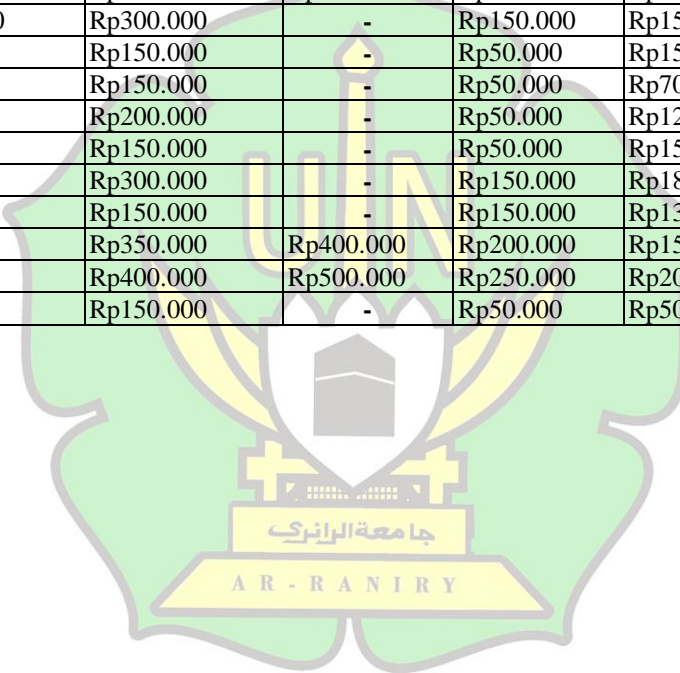 Rp300.000 - Rp150.000
Rp150.000 - Rp50.000
Rp150.000 - Rp50.000
Rp200.000 - Rp50.000
Rp150.000 - Rp50.000
Rp300.000 - Rp150.000
Rp150.000 - Rp150.000
Rp350.000 Rp400.000 Rp200.000
Rp400.000 Rp500.000 Rp250.000
Rp150.000 - Rp50.000
UIN
جامعة الرانري
AR-RANIRY